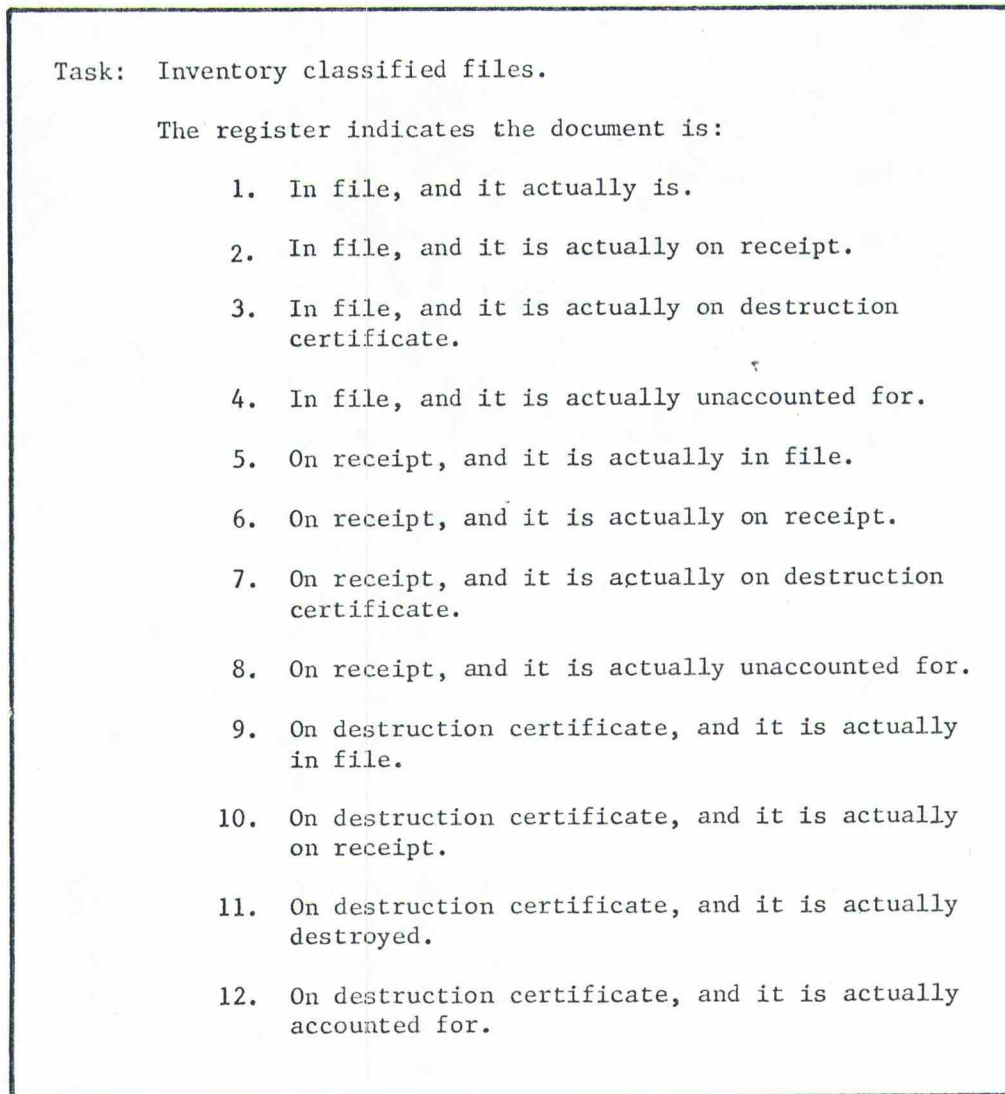 Task: Inventory classified files.
The register indicates the document is:
1. In file, and it actually is.
2. In file, and it is actually on receipt.
3. In file, and it is actually on destruction
certificate.
4. In file, and it is actually unaccounted for.
5. On receipt, and it is actually in file.
6. On receipt, and it is actually on receipt.
7. On receipt, and it is actually on destruction
certificate.
8. On receipt, and it is actually unaccounted for.
9. On destruction certificate, and it is actually
in file.
10. On destruction certificate, and it is actually
on receipt.
11. On destruction certificate, and it is actually
destroyed.
12. On destruction certificate, and it is actually
accounted for.